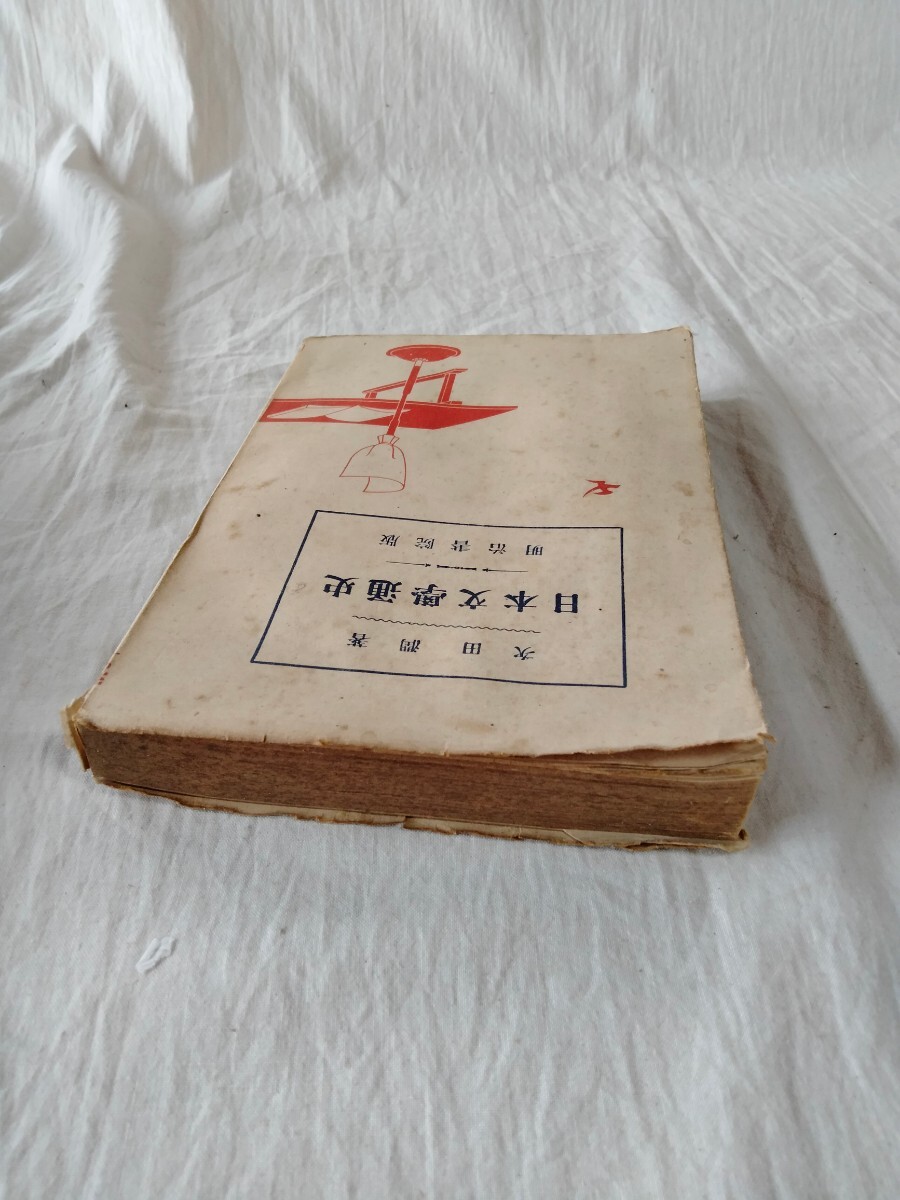 次田潤著
日本文學通史
明治書院版